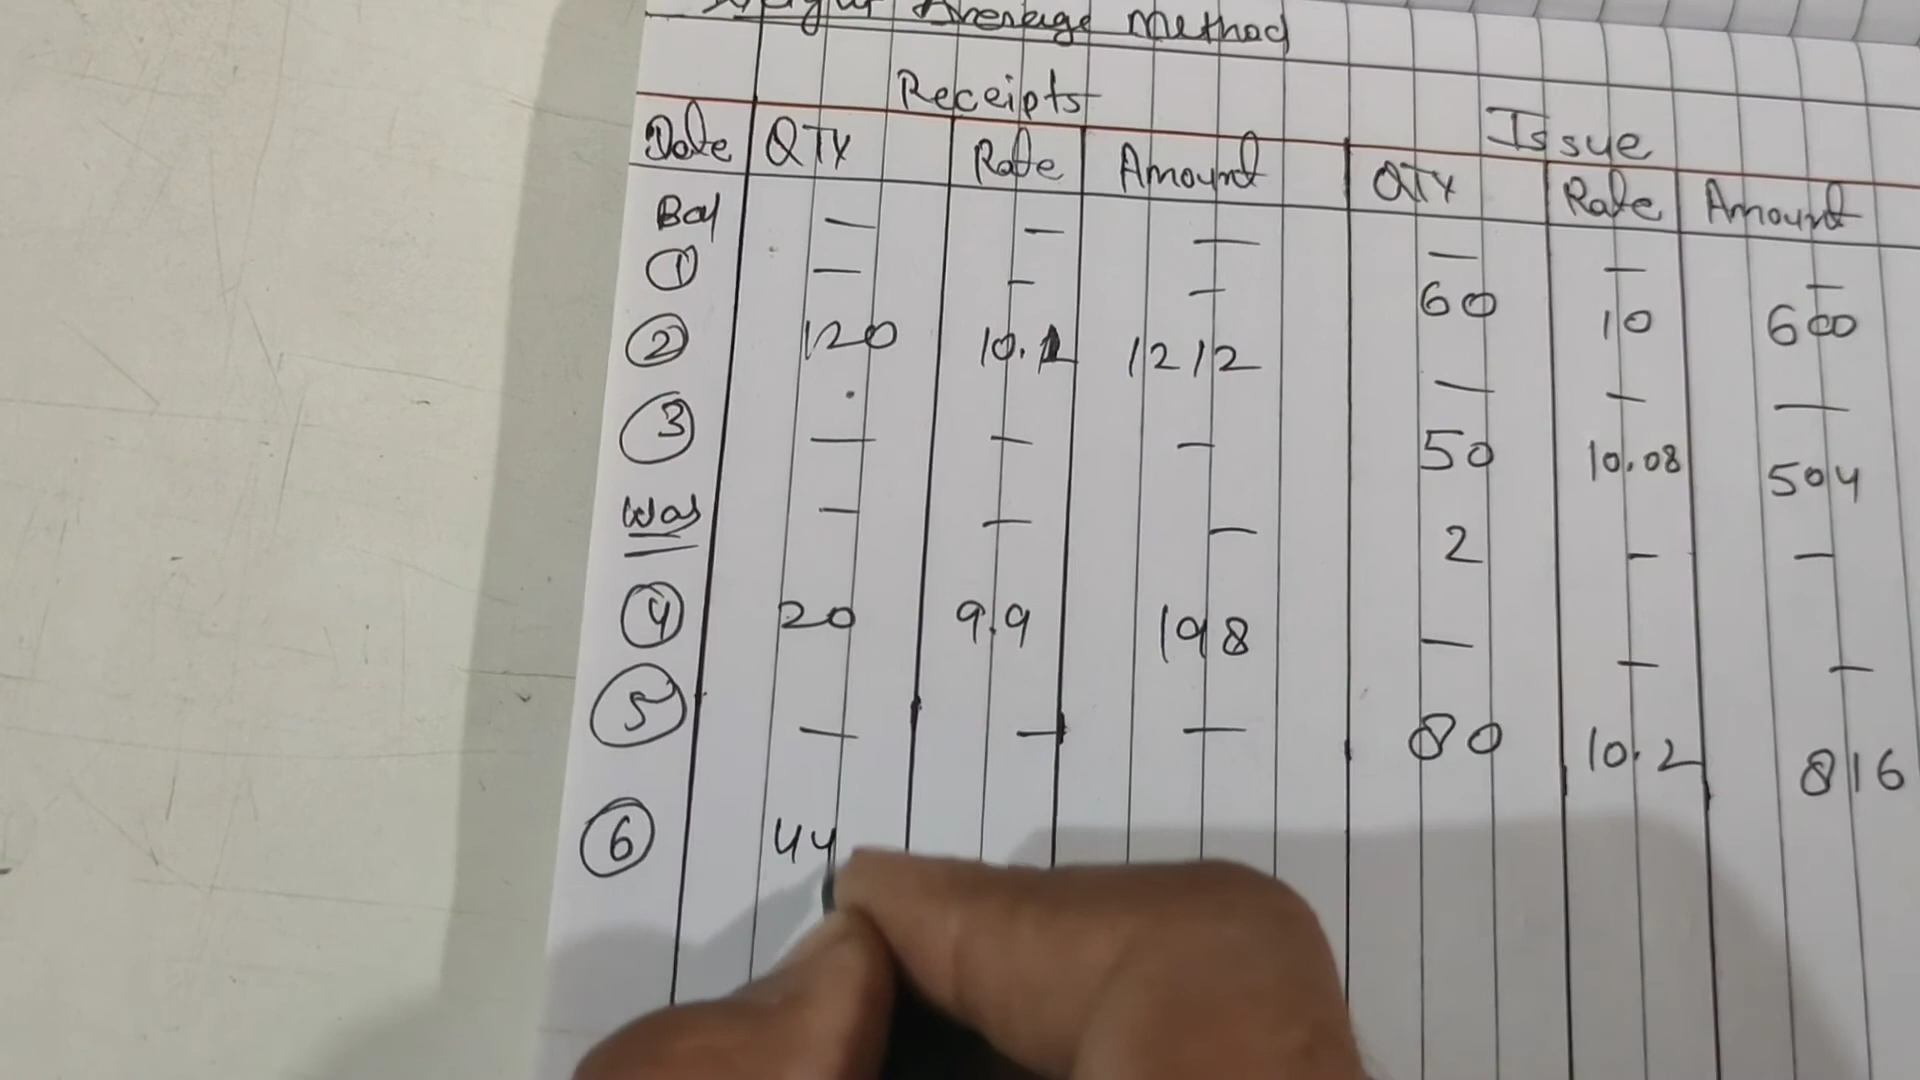 Weight Average Method
Receipts Issue
Date QTY Rate Amount QTY Rate Amount
Bal — — — — — —
① — — — 60 10 600
② 120 10.1 1212 — — —
③ — — — 50 10.08 504
Was — — — 2 — —
④ 20 9.9 198 — — —
⑤ — — — 80 10.2 816
⑥ 44